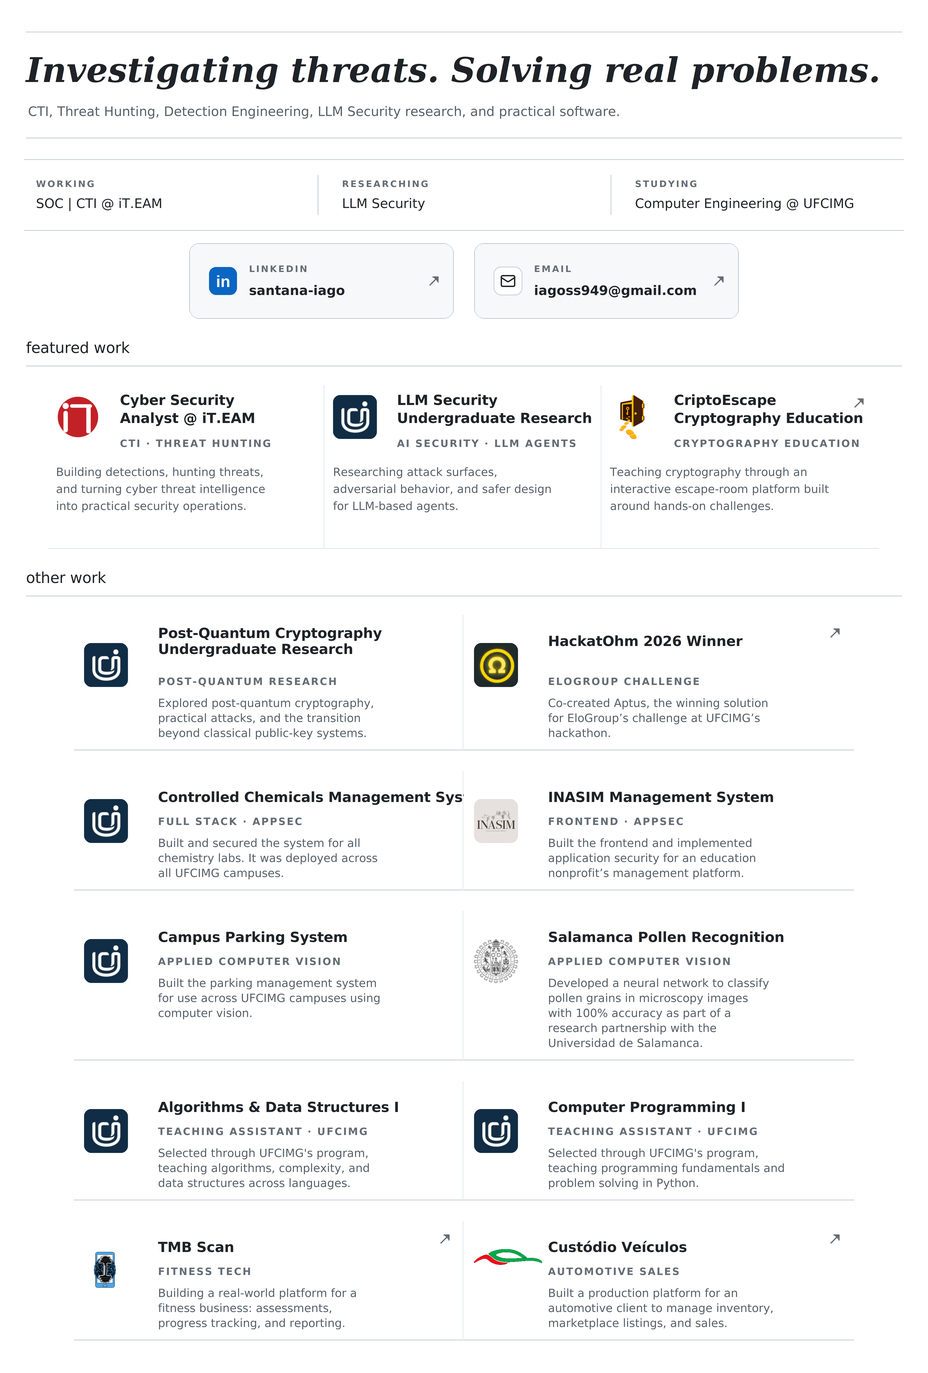 Investigating threats. Solving real problems.
CTI, Threat Hunting, Detection Engineering, LLM Security research, and practical software.
WORKING
SOC | CTI @ iT.EAM
RESEARCHING
LLM Security
STUDYING
Computer Engineering @ UFCIMG
in
LINKEDIN
santana-iago
EMAIL
iagoss949@gmail.com
featured work
iT
Cyber Security
Analyst @ iT.EAM
CTI · THREAT HUNTING
Building detections, hunting threats,
and turning cyber threat intelligence
into practical security operations.
LLM Security
Undergraduate Research
AI SECURITY · LLM AGENTS
Researching attack surfaces,
adversarial behavior, and safer design
for LLM-based agents.
CriptoEscape
Cryptography Education
CRYPTOGRAPHY EDUCATION
Teaching cryptography through an
interactive escape-room platform built
around hands-on challenges.
other work
Post-Quantum Cryptography
Undergraduate Research
POST-QUANTUM RESEARCH
Explored post-quantum cryptography,
practical attacks, and the transition
beyond classical public-key systems.
Ω
HackatOhm 2026 Winner
ELOGROUP CHALLENGE
Co-created Aptus, the winning solution
for EloGroup’s challenge at UFCIMG’s
hackathon.
Controlled Chemicals Management Sys
FULL STACK · APPSEC
Built and secured the system for all
chemistry labs. It was deployed across
all UFCIMG campuses.
INASIM
INASIM Management System
FRONTEND · APPSEC
Built the frontend and implemented
application security for an education
nonprofit’s management platform.
Campus Parking System
APPLIED COMPUTER VISION
Built the parking management system
for use across UFCIMG campuses using
computer vision.
Salamanca Pollen Recognition
APPLIED COMPUTER VISION
Developed a neural network to classify
pollen grains in microscopy images
with 100% accuracy as part of a
research partnership with the
Universidad de Salamanca.
Algorithms & Data Structures I
TEACHING ASSISTANT · UFCIMG
Selected through UFCIMG's program,
teaching algorithms, complexity, and
data structures across languages.
Computer Programming I
TEACHING ASSISTANT · UFCIMG
Selected through UFCIMG's program,
teaching programming fundamentals and
problem solving in Python.
TMB Scan
FITNESS TECH
Building a real-world platform for a
fitness business: assessments,
progress tracking, and reporting.
Custódio Veículos
AUTOMOTIVE SALES
Built a production platform for an
automotive client to manage inventory,
marketplace listings, and sales.